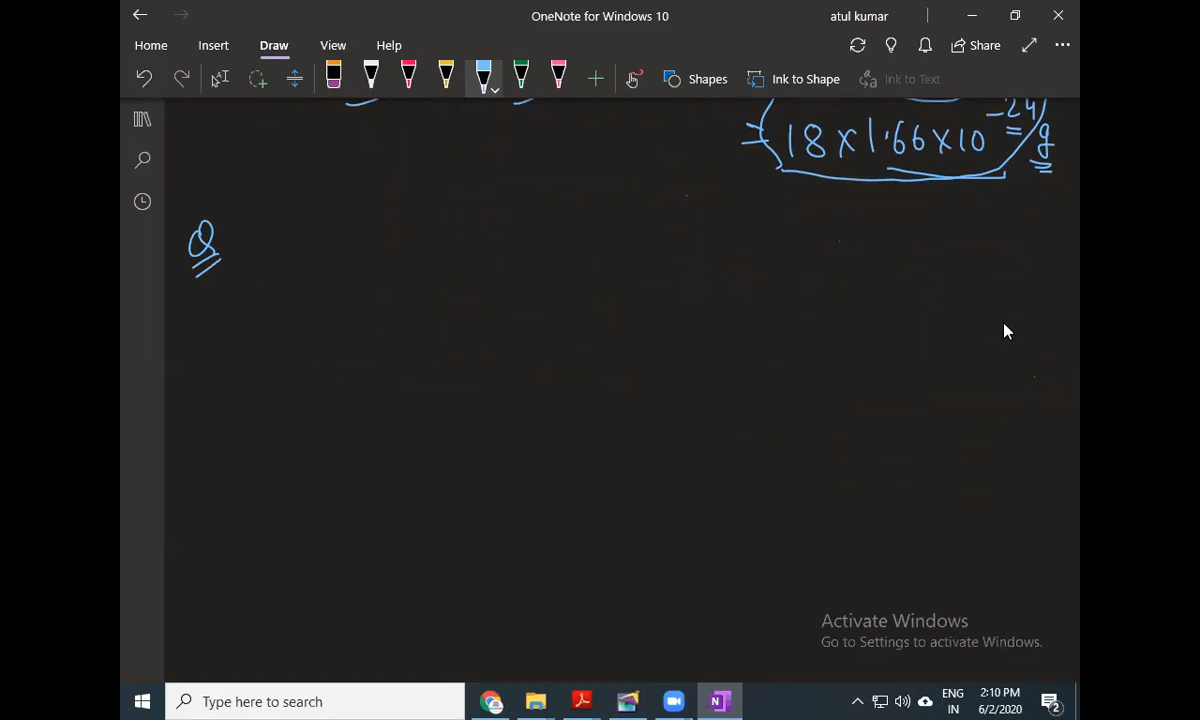 OneNote for Windows 10
atul kumar
Home Insert Draw View Help
Share
Shapes
Ink to Shape
Ink to Text
= (18 x 1.66 x 10 -24) g
Q
Activate Windows
Go to Settings to activate Windows.
Type here to search
ENG
IN
2:10 PM
6/2/2020
2